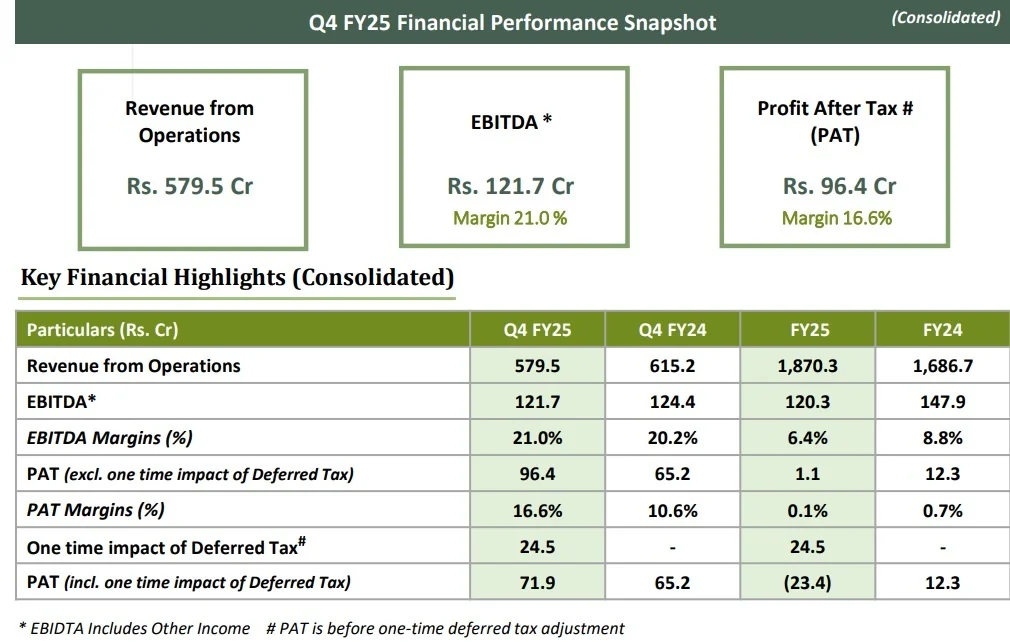 Q4 FY25 Financial Performance Snapshot
(Consolidated)
Revenue from
Operations
Rs. 579.5 Cr
EBITDA *
Rs. 121.7 Cr
Margin 21.0 %
Profit After Tax #
(PAT)
Rs. 96.4 Cr
Margin 16.6%
Key Financial Highlights (Consolidated)
Particulars (Rs. Cr) Q4 FY25 Q4 FY24 FY25 FY24
Revenue from Operations 579.5 615.2 1,870.3 1,686.7
EBITDA* 121.7 124.4 120.3 147.9
EBITDA Margins (%) 21.0% 20.2% 6.4% 8.8%
PAT (excl. one time impact of Deferred Tax) 96.4 65.2 1.1 12.3
PAT Margins (%) 16.6% 10.6% 0.1% 0.7%
One time impact of Deferred Tax# 24.5 - 24.5 -
PAT (incl. one time impact of Deferred Tax) 71.9 65.2 (23.4) 12.3
* EBIDTA Includes Other Income # PAT is before one-time deferred tax adjustment